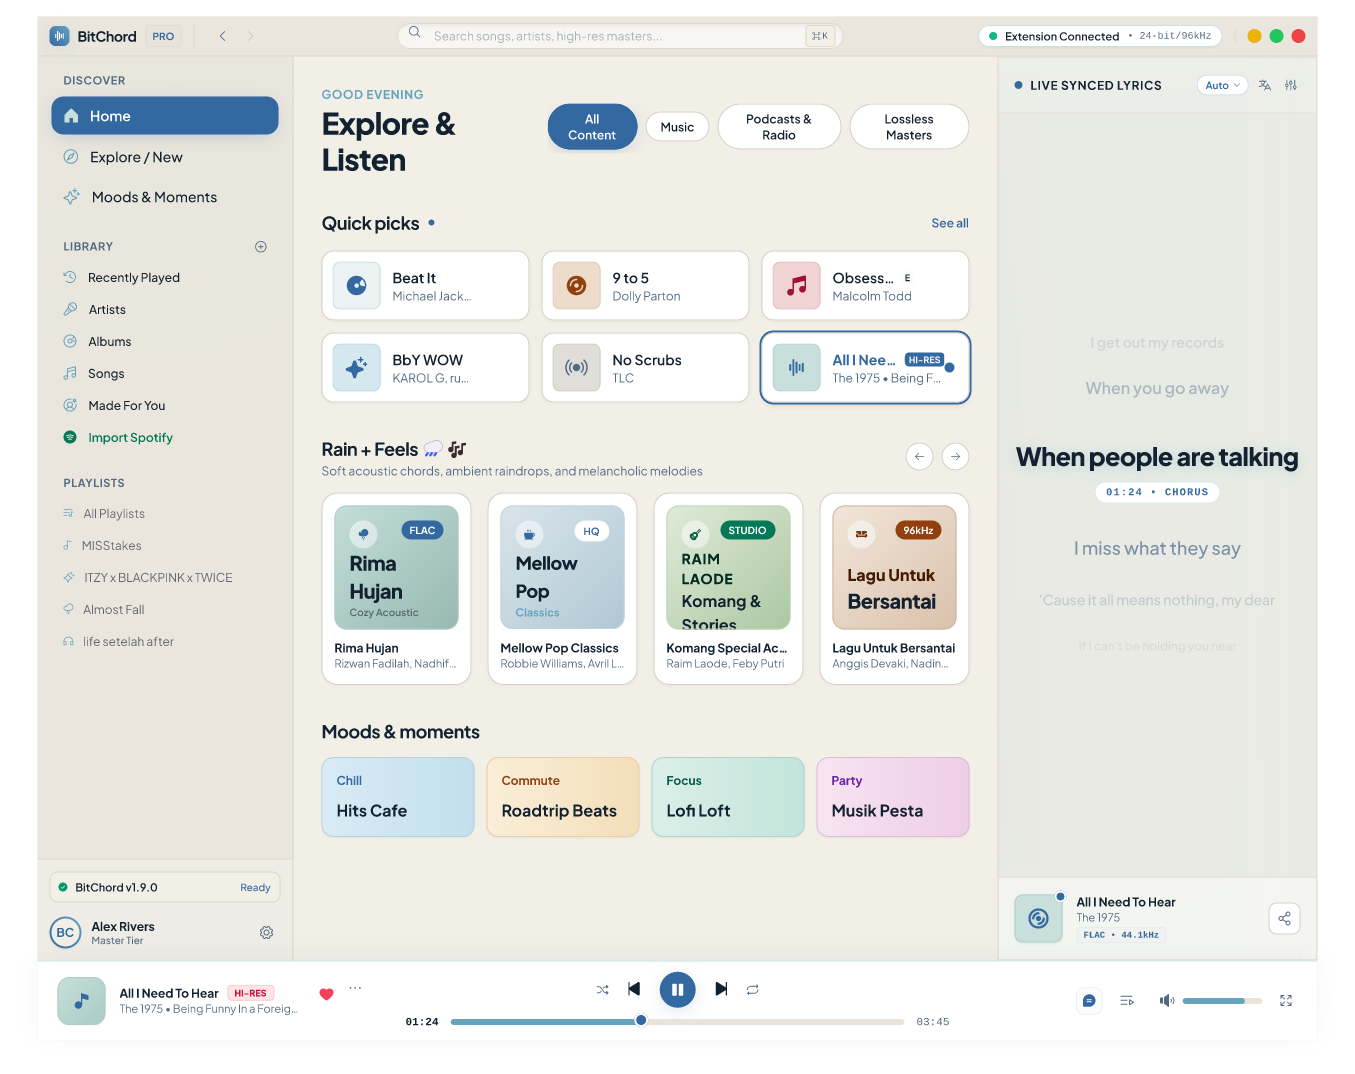 BitChord PRO
Search songs, artists, high-res masters...
⌘K
Extension Connected • 24-bit/96kHz
DISCOVER
Home
Explore / New
Moods & Moments
LIBRARY
Recently Played
Artists
Albums
Songs
Made For You
Import Spotify
PLAYLISTS
All Playlists
MISStakes
ITZY x BLACKPINK x TWICE
Almost Fall
life setelah after
BitChord v1.9.0 Ready
BC
Alex Rivers
Master Tier
GOOD EVENING
Explore &
Listen
All
Content
Music
Podcasts &
Radio
Lossless
Masters
Quick picks •
See all
Beat It
Michael Jack...
9 to 5
Dolly Parton
Obsess... E
Malcolm Todd
BbY WOW
KAROL G, ru...
No Scrubs
TLC
All I Nee... HI-RES
The 1975 • Being F...
Rain + Feels 🌧️ 🎶
Soft acoustic chords, ambient raindrops, and melancholic melodies
FLAC
Rima
Hujan
Cozy Acoustic
Rima Hujan
Rizwan Fadilah, Nadhif...
HQ
Mellow
Pop
Classics
Mellow Pop Classics
Robbie Williams, Avril L...
STUDIO
RAIM
LAODE
Komang &
Stories
Komang Special Ac...
Raim Laode, Feby Putri
96kHz
Lagu Untuk
Bersantai
Lagu Untuk Bersantai
Anggis Devaki, Nadin...
Moods & moments
Chill
Hits Cafe
Commute
Roadtrip Beats
Focus
Lofi Loft
Party
Musik Pesta
LIVE SYNCED LYRICS
Auto
I get out my records
When you go away
When people are talking
01:24 • CHORUS
I miss what they say
'Cause it all means nothing, my dear
If I can't be holding you near
All I Need To Hear
The 1975
FLAC • 44.1kHz
All I Need To Hear HI-RES
The 1975 • Being Funny In a Foreig...
01:24
03:45